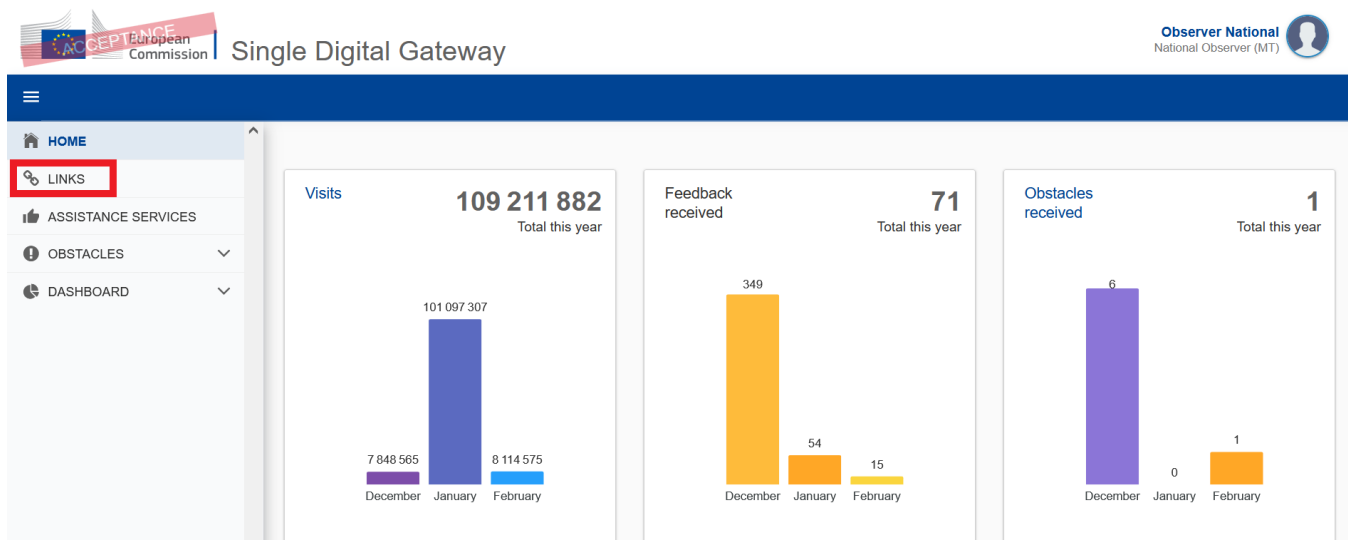 ACCEPTANCE
European
Commission
Single Digital Gateway
Observer National
National Observer (MT)
HOME
LINKS
ASSISTANCE SERVICES
OBSTACLES
DASHBOARD
Visits
109 211 882
Total this year
101 097 307
7 848 565
8 114 575
December January February
Feedback
received
71
Total this year
349
54
15
December January February
Obstacles
received
1
Total this year
6
0
1
December January February